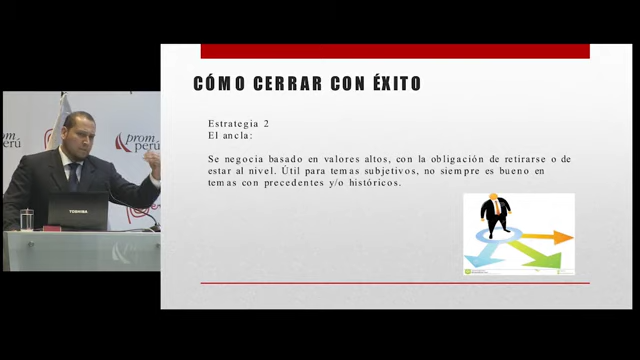 CÓMO CERRAR CON ÉXITO
Estrategia 2
El ancla:
Se negocia basado en valores altos, con la obligación de retirarse o de
estar al nivel. Útil para temas subjetivos, no siempre es bueno en
temas con precedentes y/o históricos.
prom
perú
prom
perú
TOSHIBA